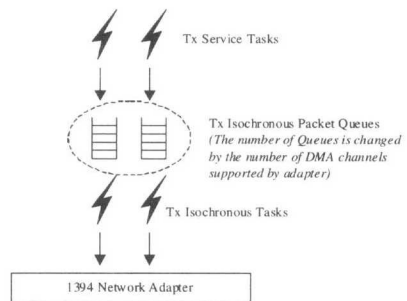 Tx Service Tasks
Tx Isochronous Packet Queues
(The number of Queues is changed
by the number of DMA channels
supported by adapter)
Tx Isochronous Tasks
1394 Network Adapter